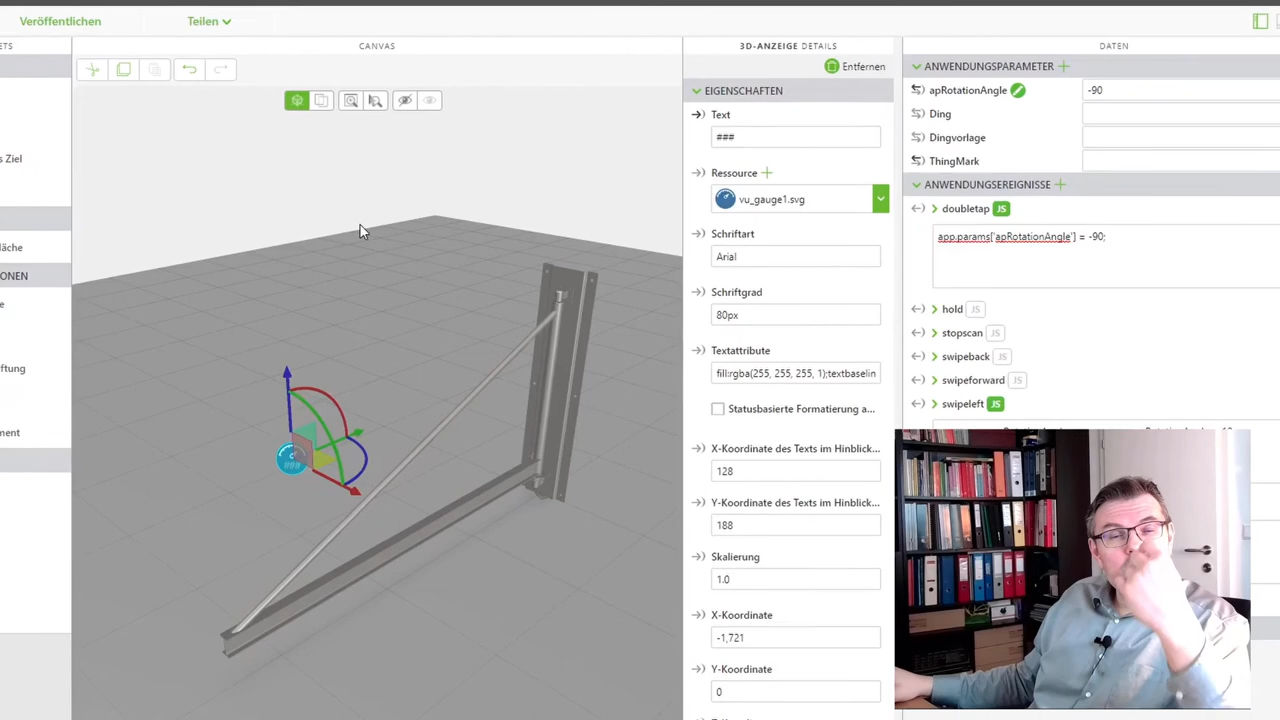 Veröffentlichen
Teilen
ETS
CANVAS
3D-ANZEIGE DETAILS
DATEN
Entfernen
s Ziel
läche
ONEN
e
ftung
ment
###
EIGENSCHAFTEN
Text
###
Ressource
vu_gauge1.svg
Schriftart
Arial
Schriftgrad
80px
Textattribute
fill:rgba(255, 255, 255, 1);textbaselin
Statusbasierte Formatierung a...
X-Koordinate des Texts im Hinblick...
128
Y-Koordinate des Texts im Hinblick...
188
Skalierung
1.0
X-Koordinate
-1,721
Y-Koordinate
0
ANWENDUNGSPARAMETER
apRotationAngle
-90
Ding
Dingvorlage
ThingMark
ANWENDUNGSEREIGNISSE
doubletap JS
app.params['apRotationAngle'] = -90;
hold JS
stopscan JS
swipeback JS
swipeforward JS
swipeleft JS